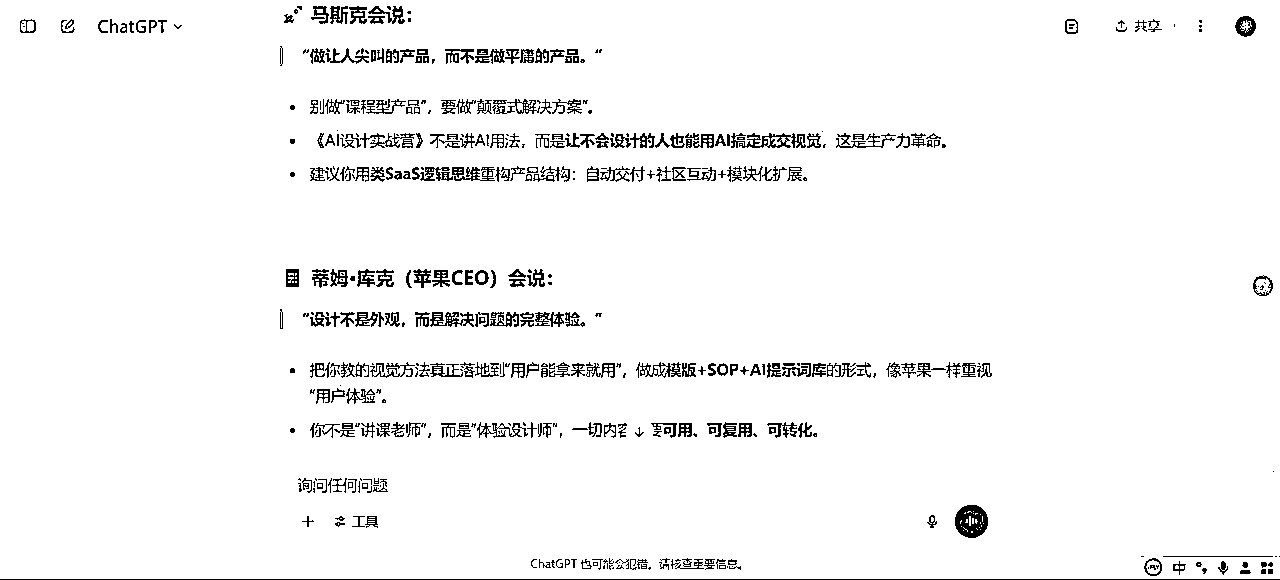 ChatGPT
共享
马斯克会说：
“做让人尖叫的产品，而不是做平庸的产品。”
别做“课程型产品”，要做“颠覆式解决方案”。
《AI设计实战营》不是讲AI用法，而是让不会设计的人也能用AI搞定成交视觉，这是生产力革命。
建议你用类SaaS逻辑思维重构产品结构：自动交付+社区互动+模块化扩展。
蒂姆·库克（苹果CEO）会说：
“设计不是外观，而是解决问题的完整体验。”
把你教的视觉方法真正落地到“用户能拿来就用”，做成模版+SOP+AI提示词库的形式，像苹果一样重视
“用户体验”。
你不是“讲课老师”，而是“体验设计师”，一切内 可用、可复用、可转化。
询问任何问题
工具
ChatGPT 也可能会犯错。请核查重要信息。
中